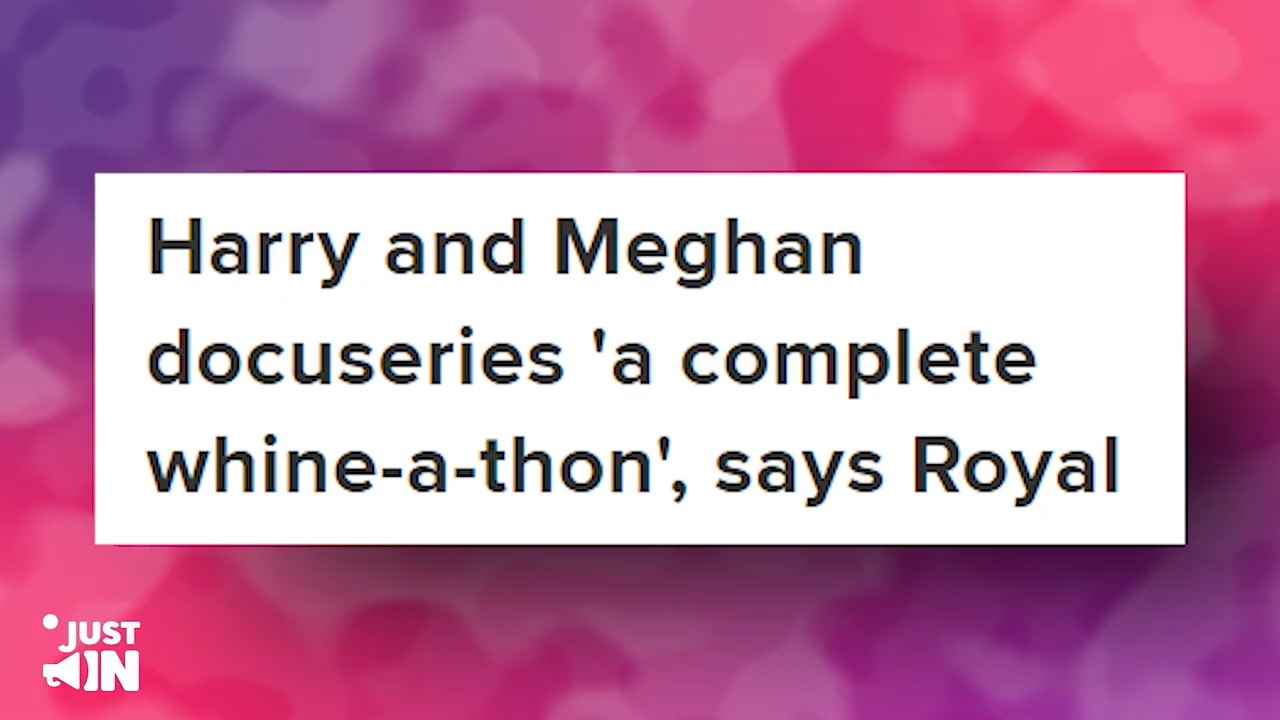 Harry and Meghan
docuseries 'a complete
whine-a-thon', says Royal
JUST
IN